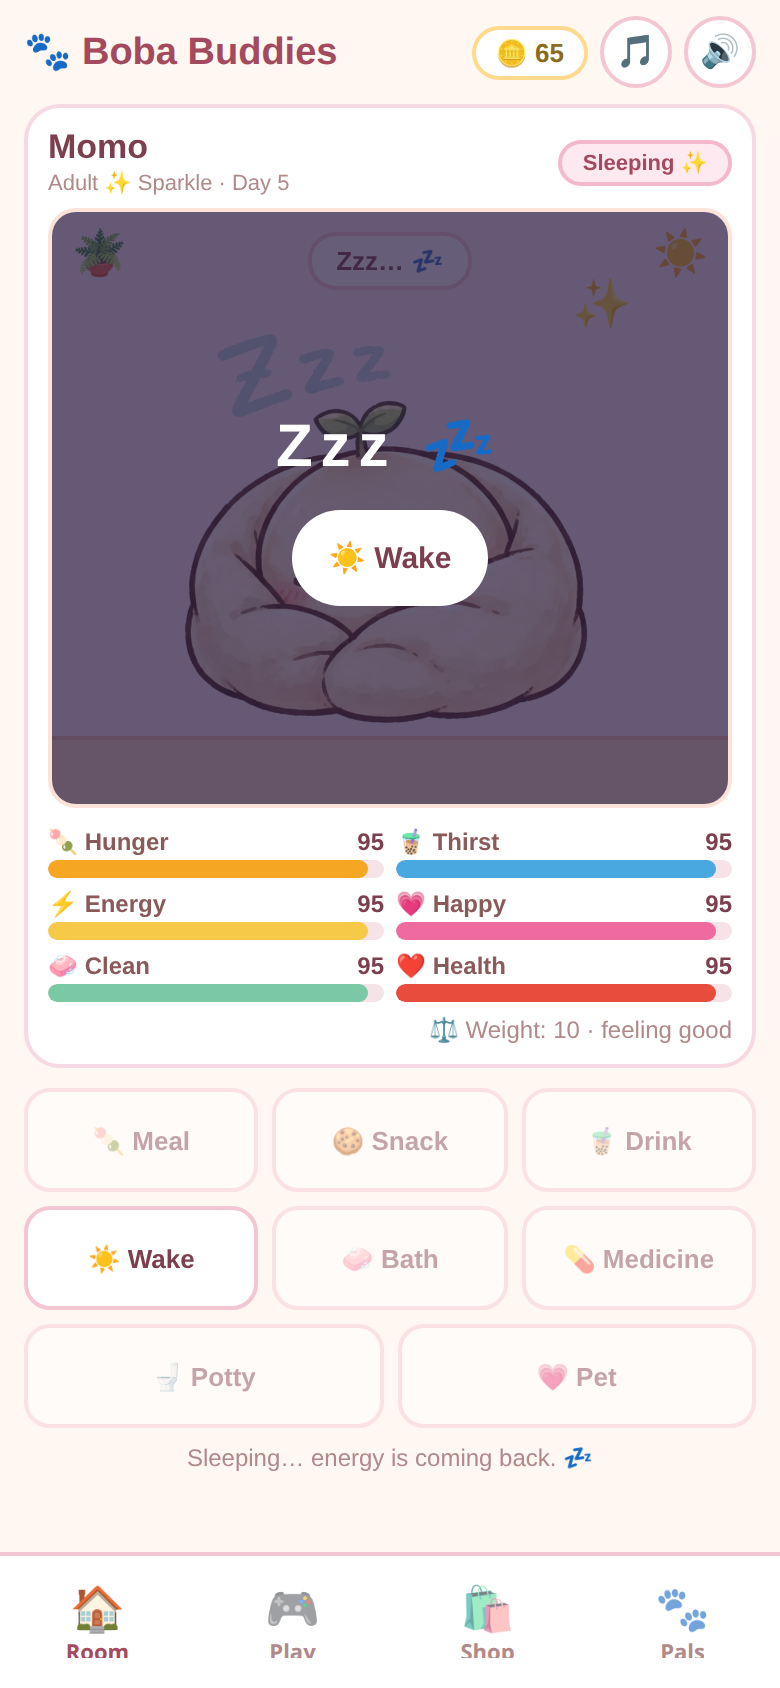 🐾 Boba Buddies
🪙 65
🎵
🔊
Momo
Adult ✨ Sparkle · Day 5
Sleeping ✨
Zzz… 💤
Zzz
Zzz 💤
☀️ Wake
🍡 Hunger 95
🧋 Thirst 95
⚡ Energy 95
💗 Happy 95
🧼 Clean 95
❤️ Health 95
⚖️ Weight: 10 · feeling good
🍡 Meal
🍪 Snack
🧋 Drink
☀️ Wake
🧼 Bath
💊 Medicine
🚽 Potty
💗 Pet
Sleeping… energy is coming back. 💤
Room
Play
Shop
Pals